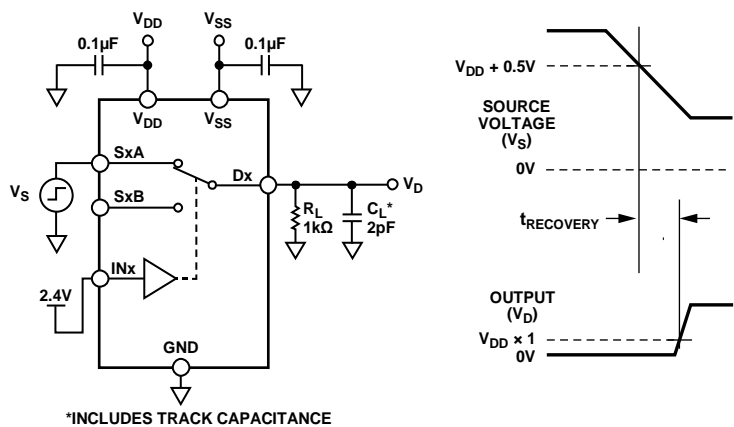 VDD VSS
0.1µF 0.1µF
VDD VSS
SxA
Dx
VD
VS
SxB
RL
1kΩ
CL*
2pF
INx
2.4V
GND
*INCLUDES TRACK CAPACITANCE
VDD + 0.5V
SOURCE
VOLTAGE
(VS)
0V
tRECOVERY
OUTPUT
(VD)
VDD × 1
0V